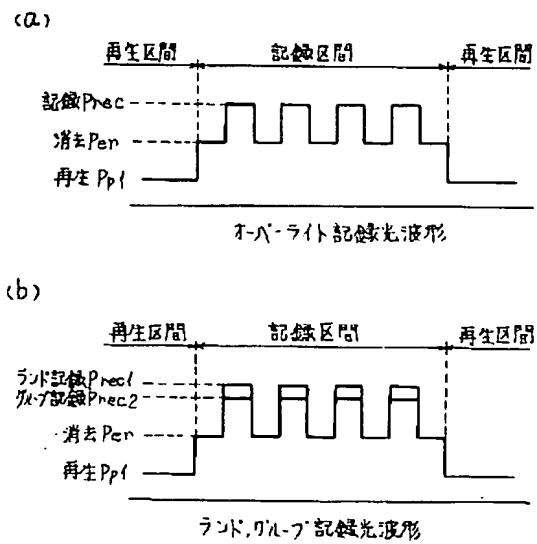 (a)
再生区間 記録区間 再生区間
記録Prec
消去Per
再生Pp1
オーバーライト記録光波形
(b)
再生区間 記録区間 再生区間
ランド記録Prec1
グルーブ記録Prec2
消去Per
再生Pp1
ランド,グルーブ記録光波形